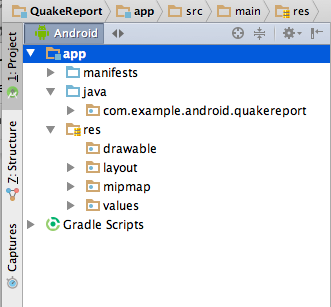 QuakeReport app src main res
Android
app
manifests
java
com.example.android.quakereport
res
drawable
layout
mipmap
values
Gradle Scripts
1: Project
7: Structure
Captures